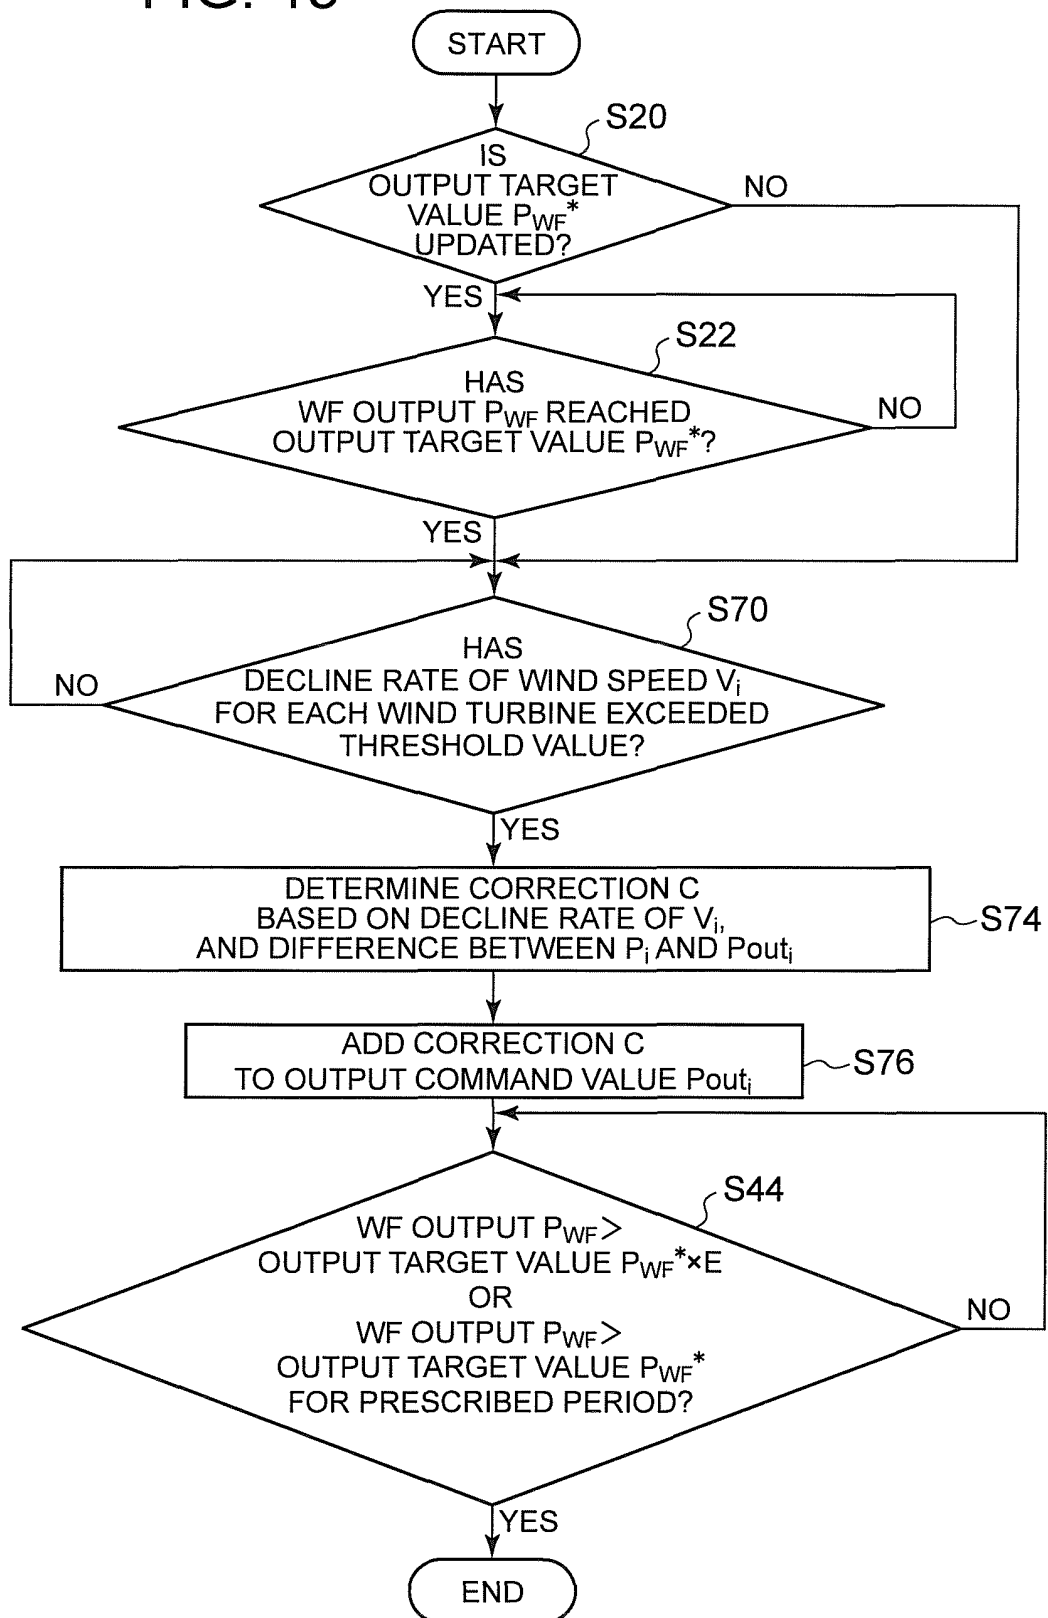 START
S20
IS
OUTPUT TARGET
VALUE PWF*
UPDATED?
NO
YES
S22
HAS
WF OUTPUT PWF REACHED
OUTPUT TARGET VALUE PWF*?
NO
YES
S70
HAS
DECLINE RATE OF WIND SPEED Vi
FOR EACH WIND TURBINE EXCEEDED
THRESHOLD VALUE?
NO
YES
DETERMINE CORRECTION C
BASED ON DECLINE RATE OF Vi,
AND DIFFERENCE BETWEEN Pi AND Pouti
S74
ADD CORRECTION C
TO OUTPUT COMMAND VALUE Pouti
S76
S44
WF OUTPUT PWF>
OUTPUT TARGET VALUE PWF*×E
OR
WF OUTPUT PWF>
OUTPUT TARGET VALUE PWF*
FOR PRESCRIBED PERIOD?
NO
YES
END